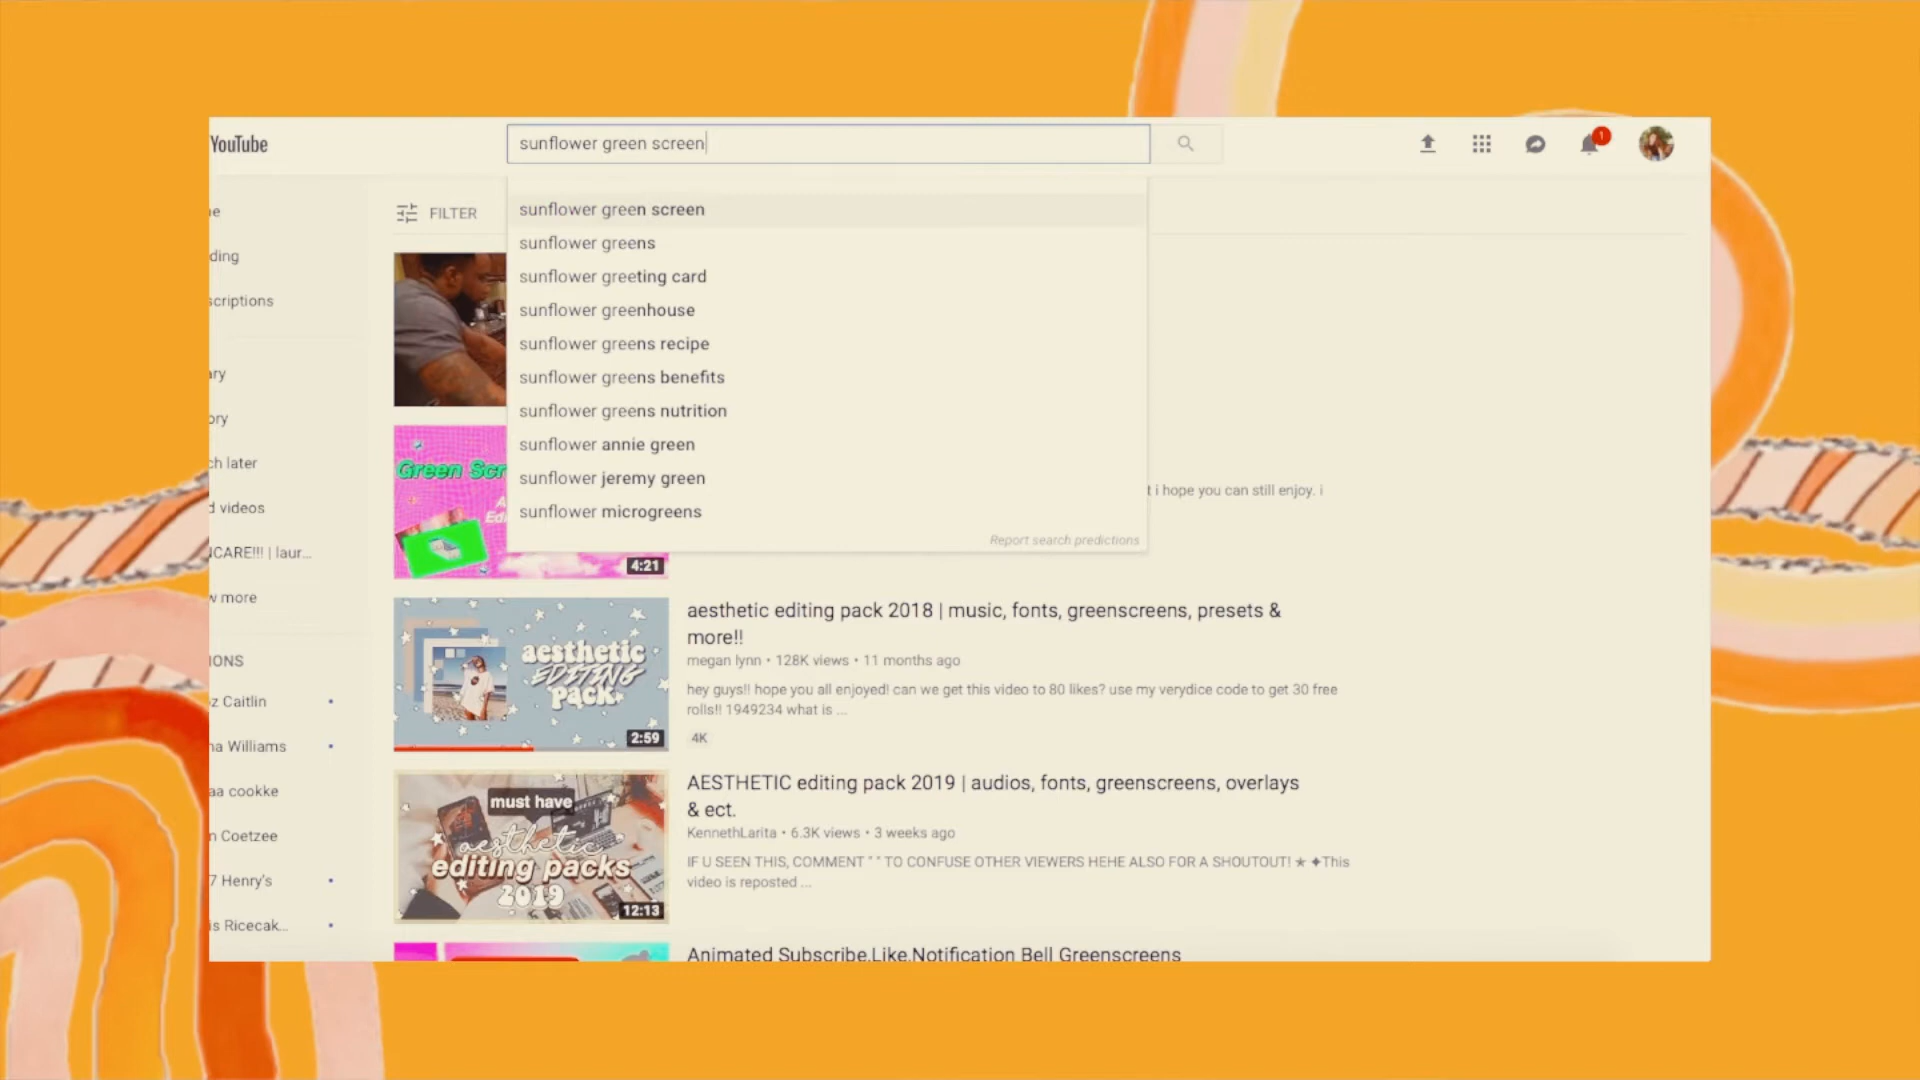 YouTube
sunflower green screen
1
FILTER
sunflower green screen
sunflower greens
sunflower greeting card
sunflower greenhouse
sunflower greens recipe
sunflower greens benefits
sunflower greens nutrition
sunflower annie green
sunflower jeremy green
sunflower microgreens
Report search predictions
e
ding
scriptions
ary
ory
ch later
d videos
NCARE!!! | laur...
w more
IONS
z Caitlin
na Williams
aa cookke
n Coetzee
7 Henry's
is Ricecak...
Green Scr
4:21
t i hope you can still enjoy. i
aesthetic
EDITING
pack
2:59
aesthetic editing pack 2018 | music, fonts, greenscreens, presets &
more!!
megan lynn • 128K views • 11 months ago
hey guys!! hope you all enjoyed! can we get this video to 80 likes? use my verydice code to get 30 free
rolls!! 1949234 what is ...
4K
must have
aesthetic
editing packs
2019
12:13
AESTHETIC editing pack 2019 | audios, fonts, greenscreens, overlays
& ect.
KennethLarita • 6.3K views • 3 weeks ago
IF U SEEN THIS, COMMENT " " TO CONFUSE OTHER VIEWERS HEHE ALSO FOR A SHOUTOUT! ★ ✦This
video is reposted ...
Animated Subscribe,Like,Notification Bell Greenscreens